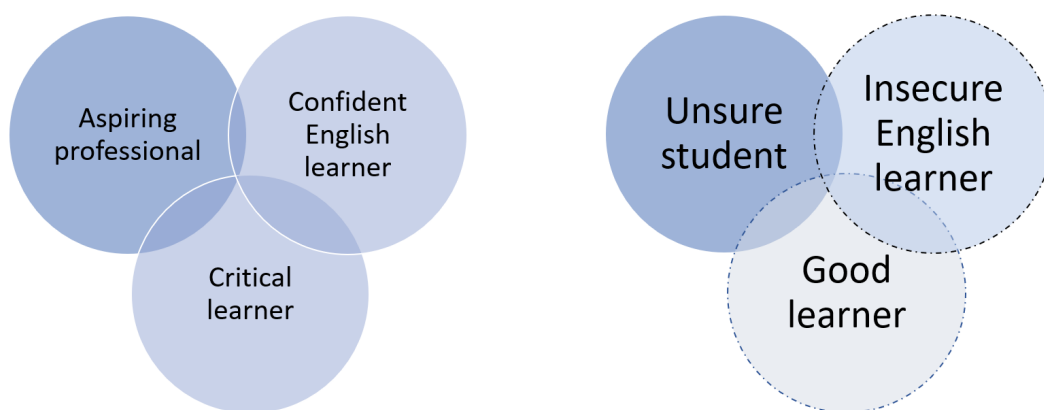 Aspiring
professional
Confident
English
learner
Critical
learner
Unsure
student
Insecure
English
learner
Good
learner